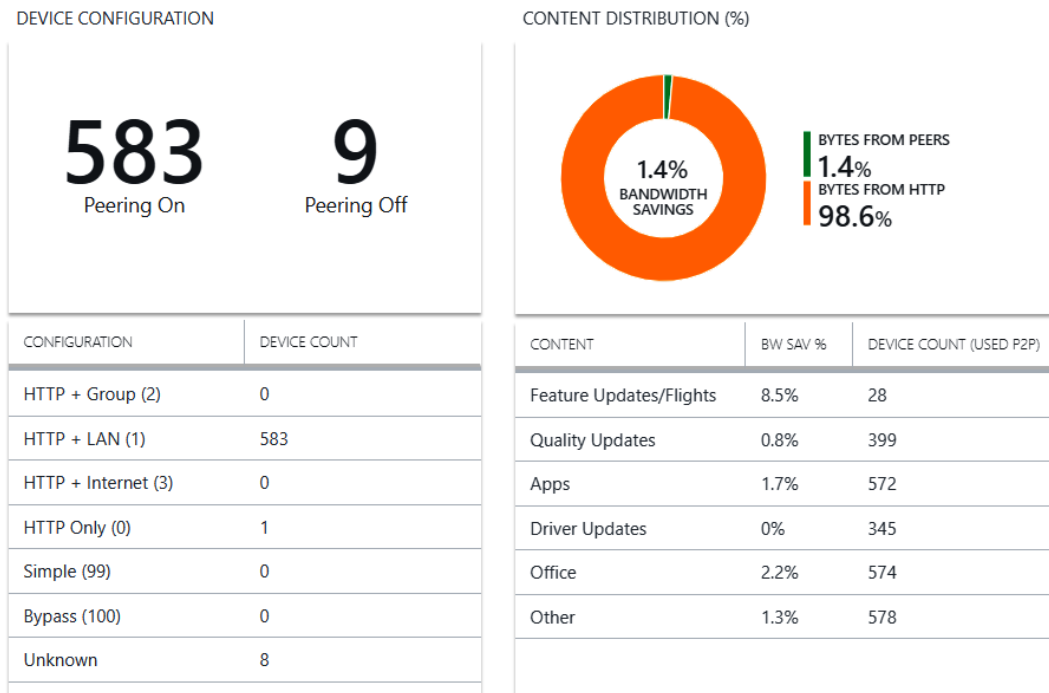 DEVICE CONFIGURATION
583
Peering On
9
Peering Off
CONFIGURATION DEVICE COUNT
HTTP + Group (2) 0
HTTP + LAN (1) 583
HTTP + Internet (3) 0
HTTP Only (0) 1
Simple (99) 0
Bypass (100) 0
Unknown 8
CONTENT DISTRIBUTION (%)
1.4%
BANDWIDTH
SAVINGS
BYTES FROM PEERS
1.4%
BYTES FROM HTTP
98.6%
CONTENT BW SAV % DEVICE COUNT (USED P2P)
Feature Updates/Flights 8.5% 28
Quality Updates 0.8% 399
Apps 1.7% 572
Driver Updates 0% 345
Office 2.2% 574
Other 1.3% 578